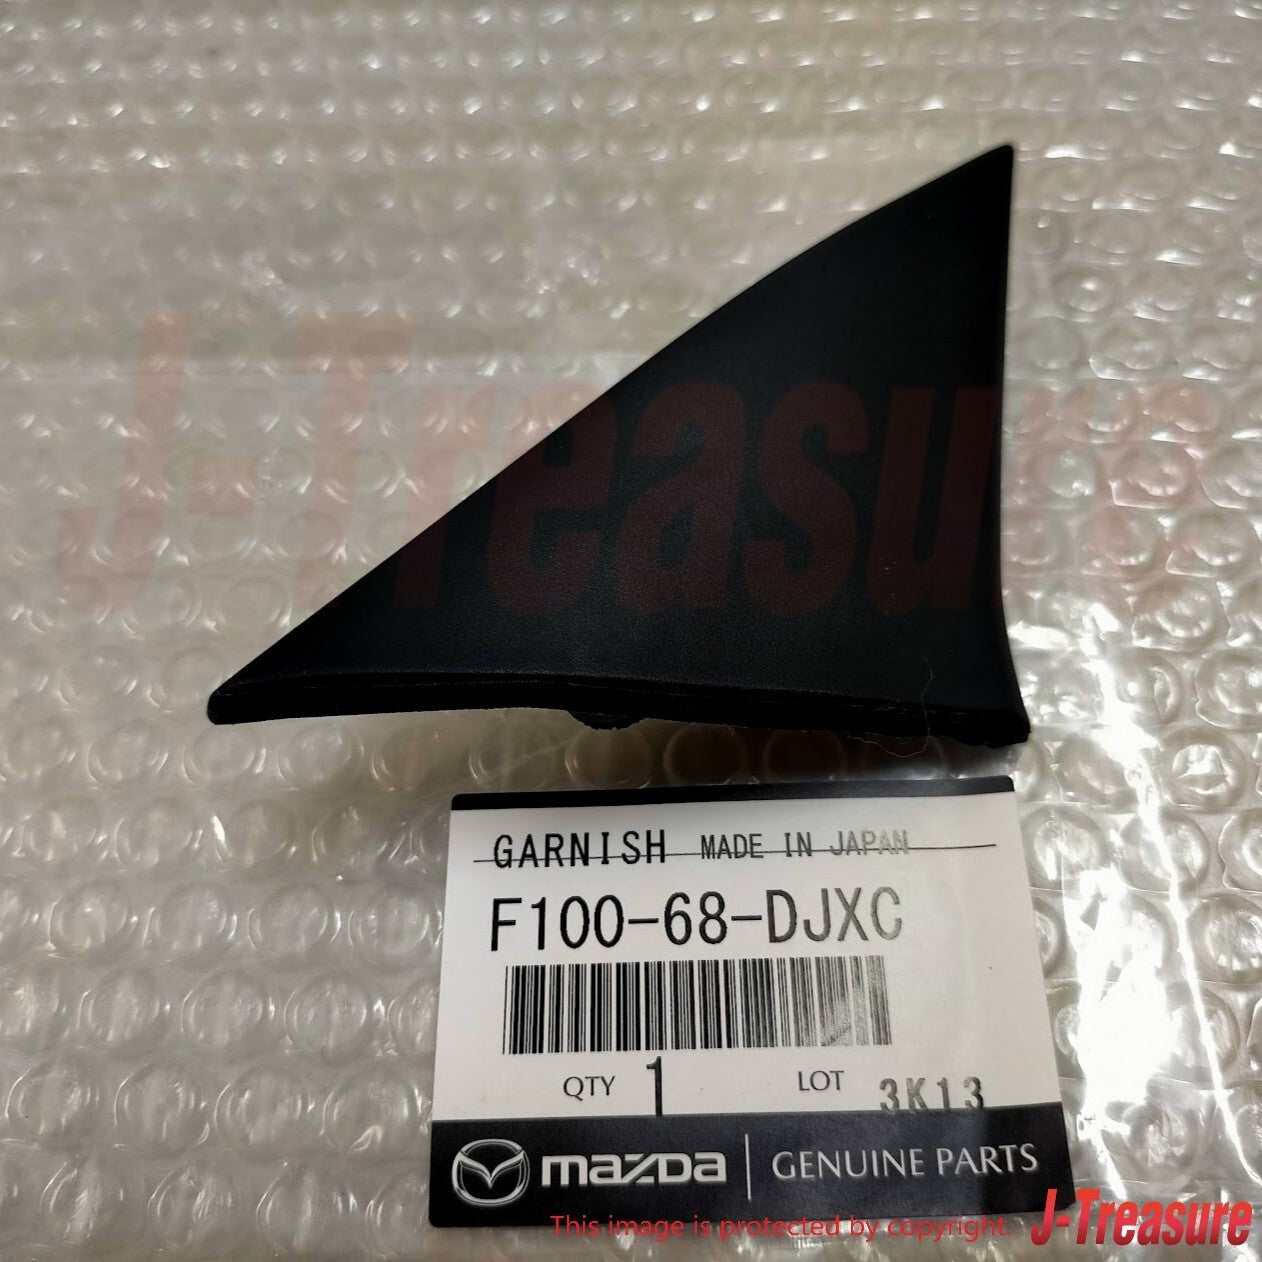 J-Treasure
GARNISH MADE IN JAPAN
F100-68-DJXC
QTY 1 LOT 3K13
mazda GENUINE PARTS
This image is protected by copyright. J-Treasure